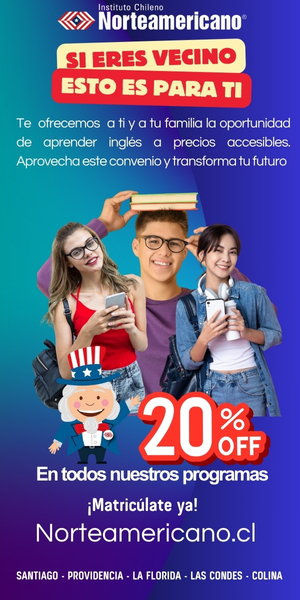 Instituto Chileno
Norteamericano®
SI ERES VECINO
ESTO ES PARA TI
Te ofrecemos a ti y a tu familia la oportunidad
de aprender inglés a precios accesibles.
Aprovecha este convenio y transforma tu futuro
20% OFF
En todos nuestros programas
¡Matricúlate ya!
Norteamericano.cl
SANTIAGO - PROVIDENCIA - LA FLORIDA - LAS CONDES - COLINA